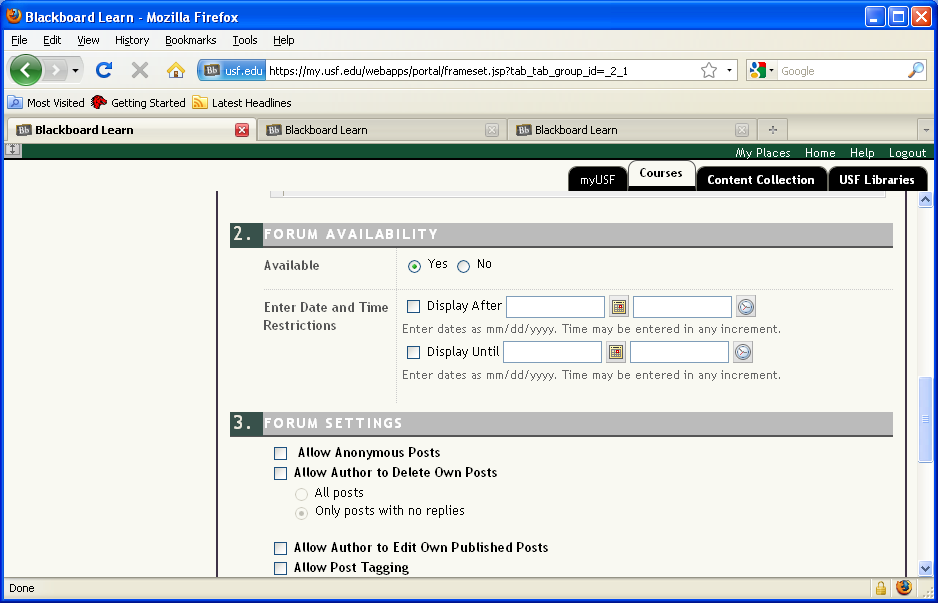 Blackboard Learn - Mozilla Firefox
File Edit View History Bookmarks Tools Help
Bb usf.edu https://my.usf.edu/webapps/portal/frameset.jsp?tab_tab_group_id=_2_1 Google
Most Visited Getting Started Latest Headlines
Bb Blackboard Learn Bb Blackboard Learn Bb Blackboard Learn
My Places Home Help Logout
myUSF Courses Content Collection USF Libraries
2. FORUM AVAILABILITY
Available Yes No
Enter Date and Time Restrictions
Display After
Enter dates as mm/dd/yyyy. Time may be entered in any increment.
Display Until
Enter dates as mm/dd/yyyy. Time may be entered in any increment.
3. FORUM SETTINGS
Allow Anonymous Posts
Allow Author to Delete Own Posts
All posts
Only posts with no replies
Allow Author to Edit Own Published Posts
Allow Post Tagging
Done